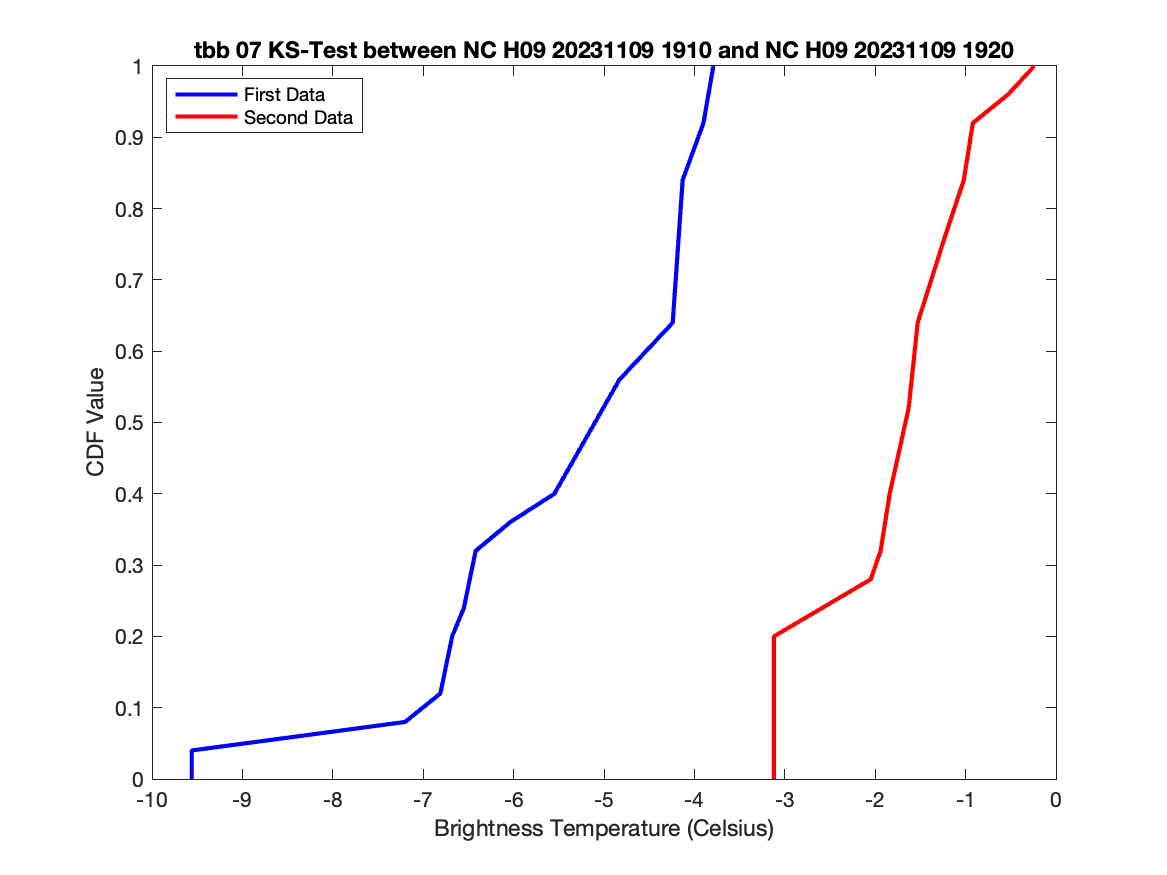 tbb 07 KS-Test between NC H09 20231109 1910 and NC H09 20231109 1920
First Data
Second Data
1
0.9
0.8
0.7
0.6
0.5
0.4
0.3
0.2
0.1
0
CDF Value
-10 -9 -8 -7 -6 -5 -4 -3 -2 -1 0
Brightness Temperature (Celsius)